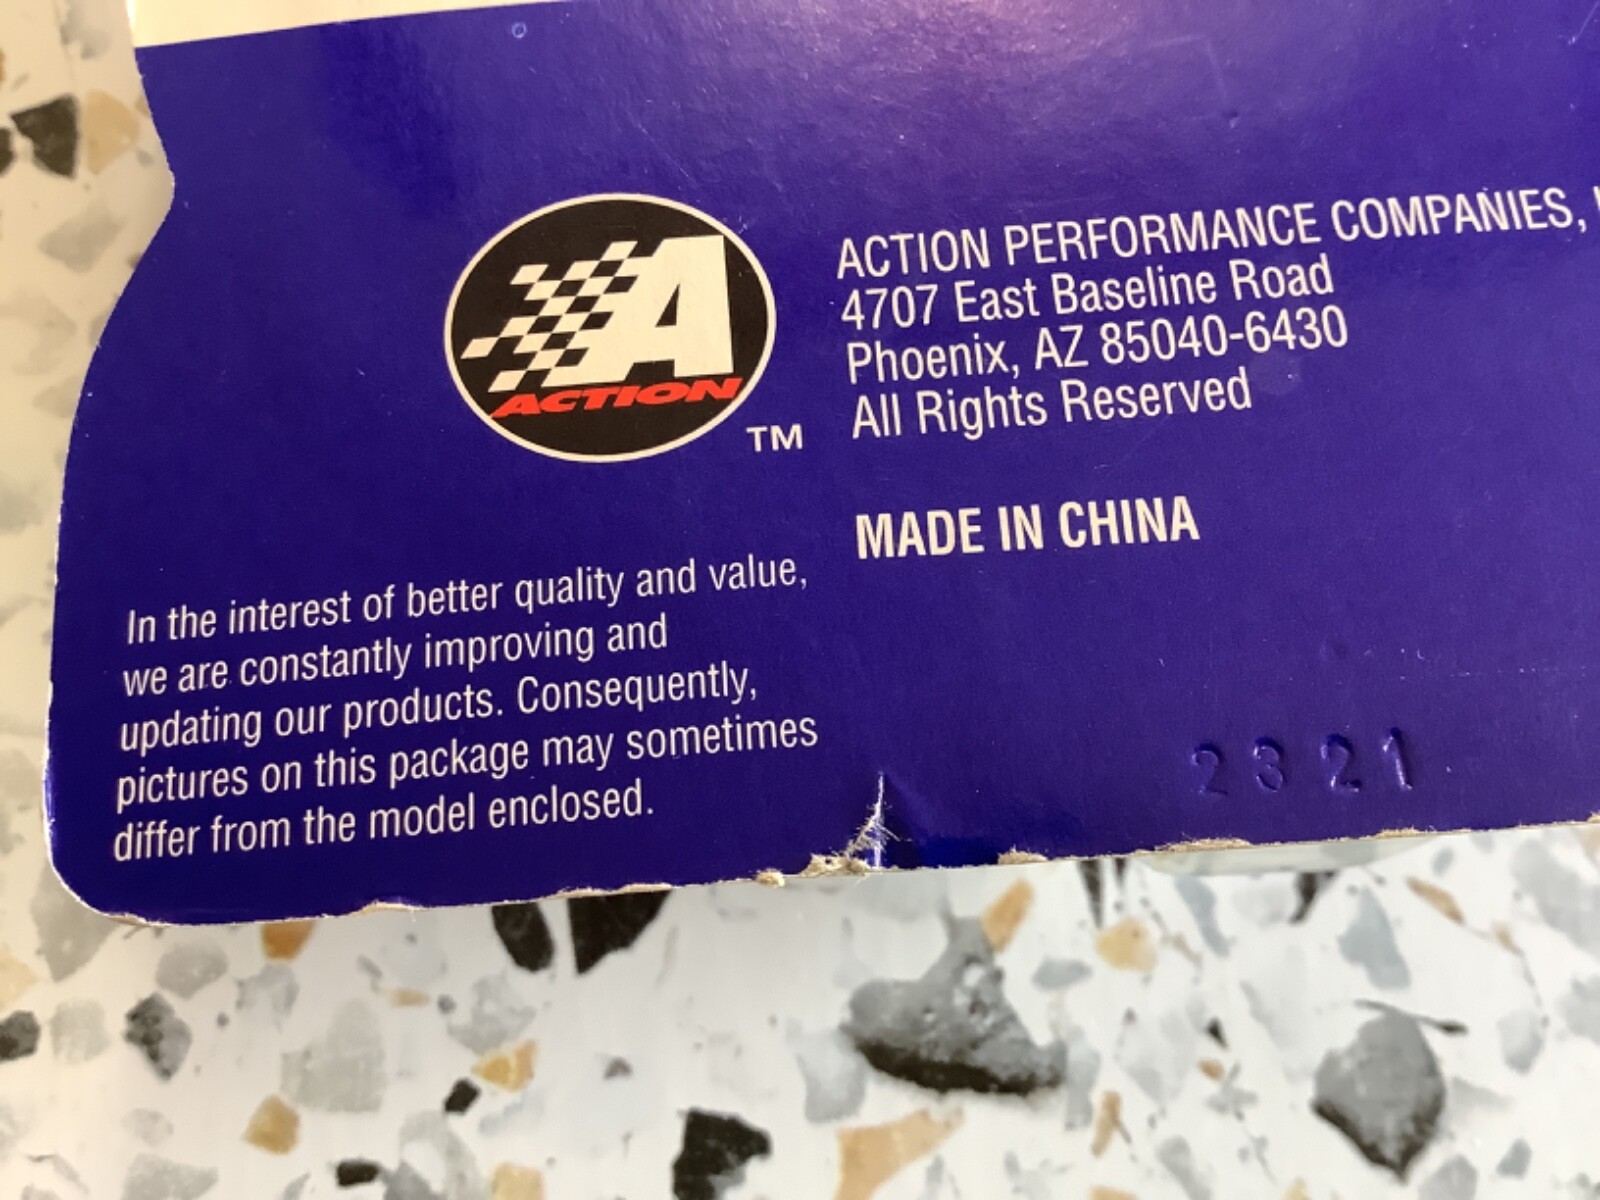 A
ACTION
TM
ACTION PERFORMANCE COMPANIES,
4707 East Baseline Road
Phoenix, AZ 85040-6430
All Rights Reserved
MADE IN CHINA
In the interest of better quality and value,
we are constantly improving and
updating our products. Consequently,
pictures on this package may sometimes
differ from the model enclosed.
2321